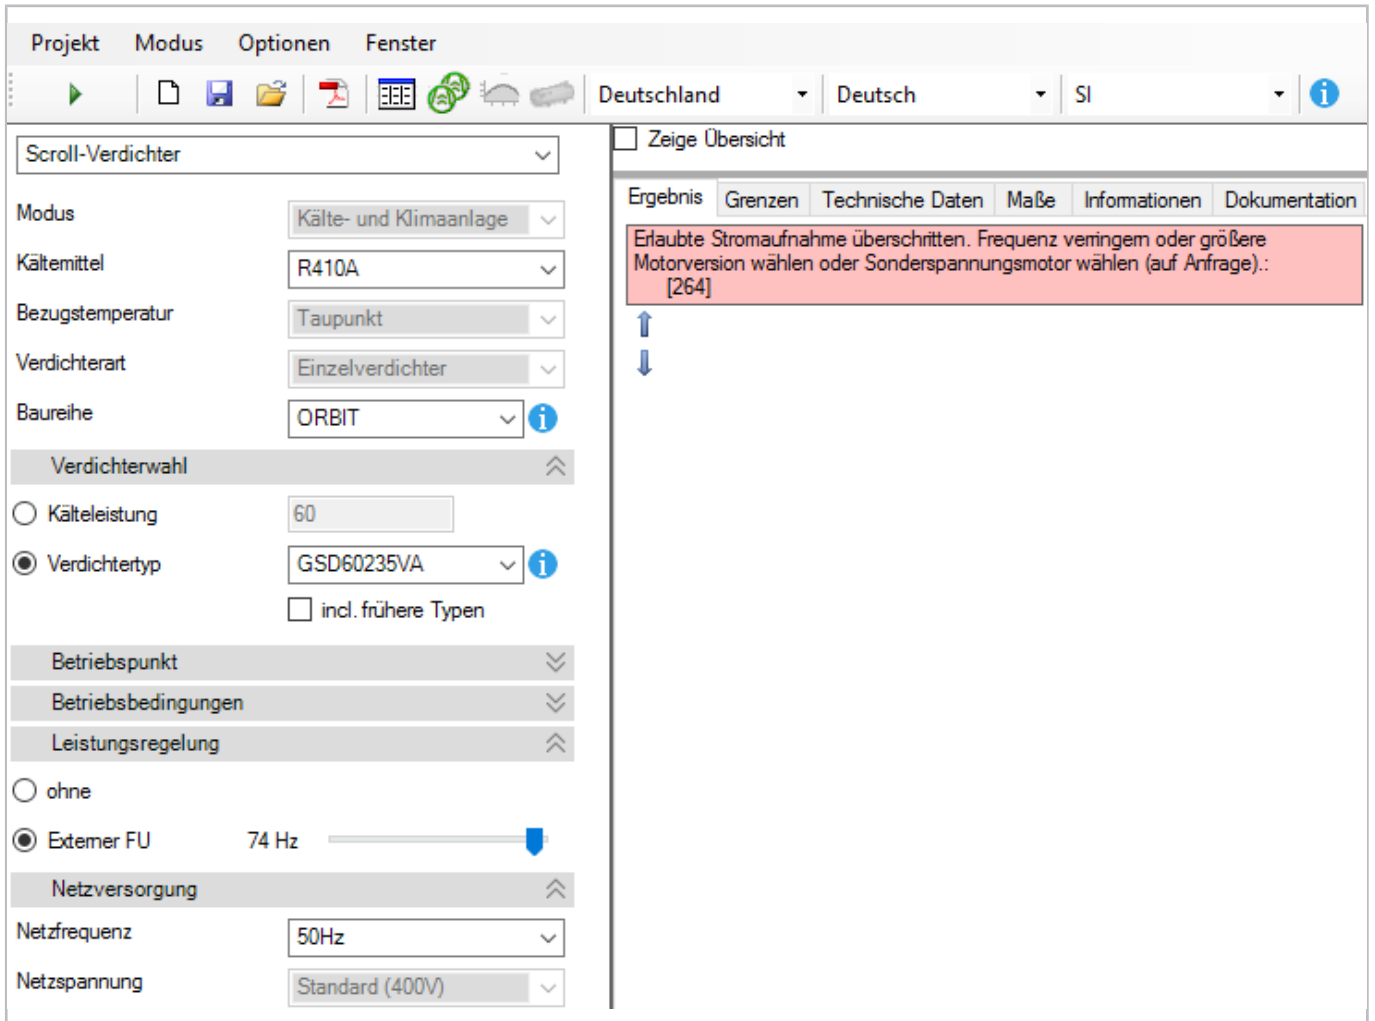 Projekt Modus Optionen Fenster
Deutschland Deutsch SI
Scroll-Verdichter
Modus Kälte- und Klimaanlage
Kältemittel R410A
Bezugstemperatur Taupunkt
Verdichterart Einzelverdichter
Baureihe ORBIT
Verdichterwahl
Kälteleistung 60
Verdichtertyp GSD60235VA
incl. frühere Typen
Betriebspunkt
Betriebsbedingungen
Leistungsregelung
ohne
Externer FU 74 Hz
Netzversorgung
Netzfrequenz 50Hz
Netzspannung Standard (400V)
Zeige Übersicht
Ergebnis Grenzen Technische Daten Maße Informationen Dokumentation
Erlaubte Stromaufnahme überschritten. Frequenz verringern oder größere
Motorversion wählen oder Sonderspannungsmotor wählen (auf Anfrage).:
[264]